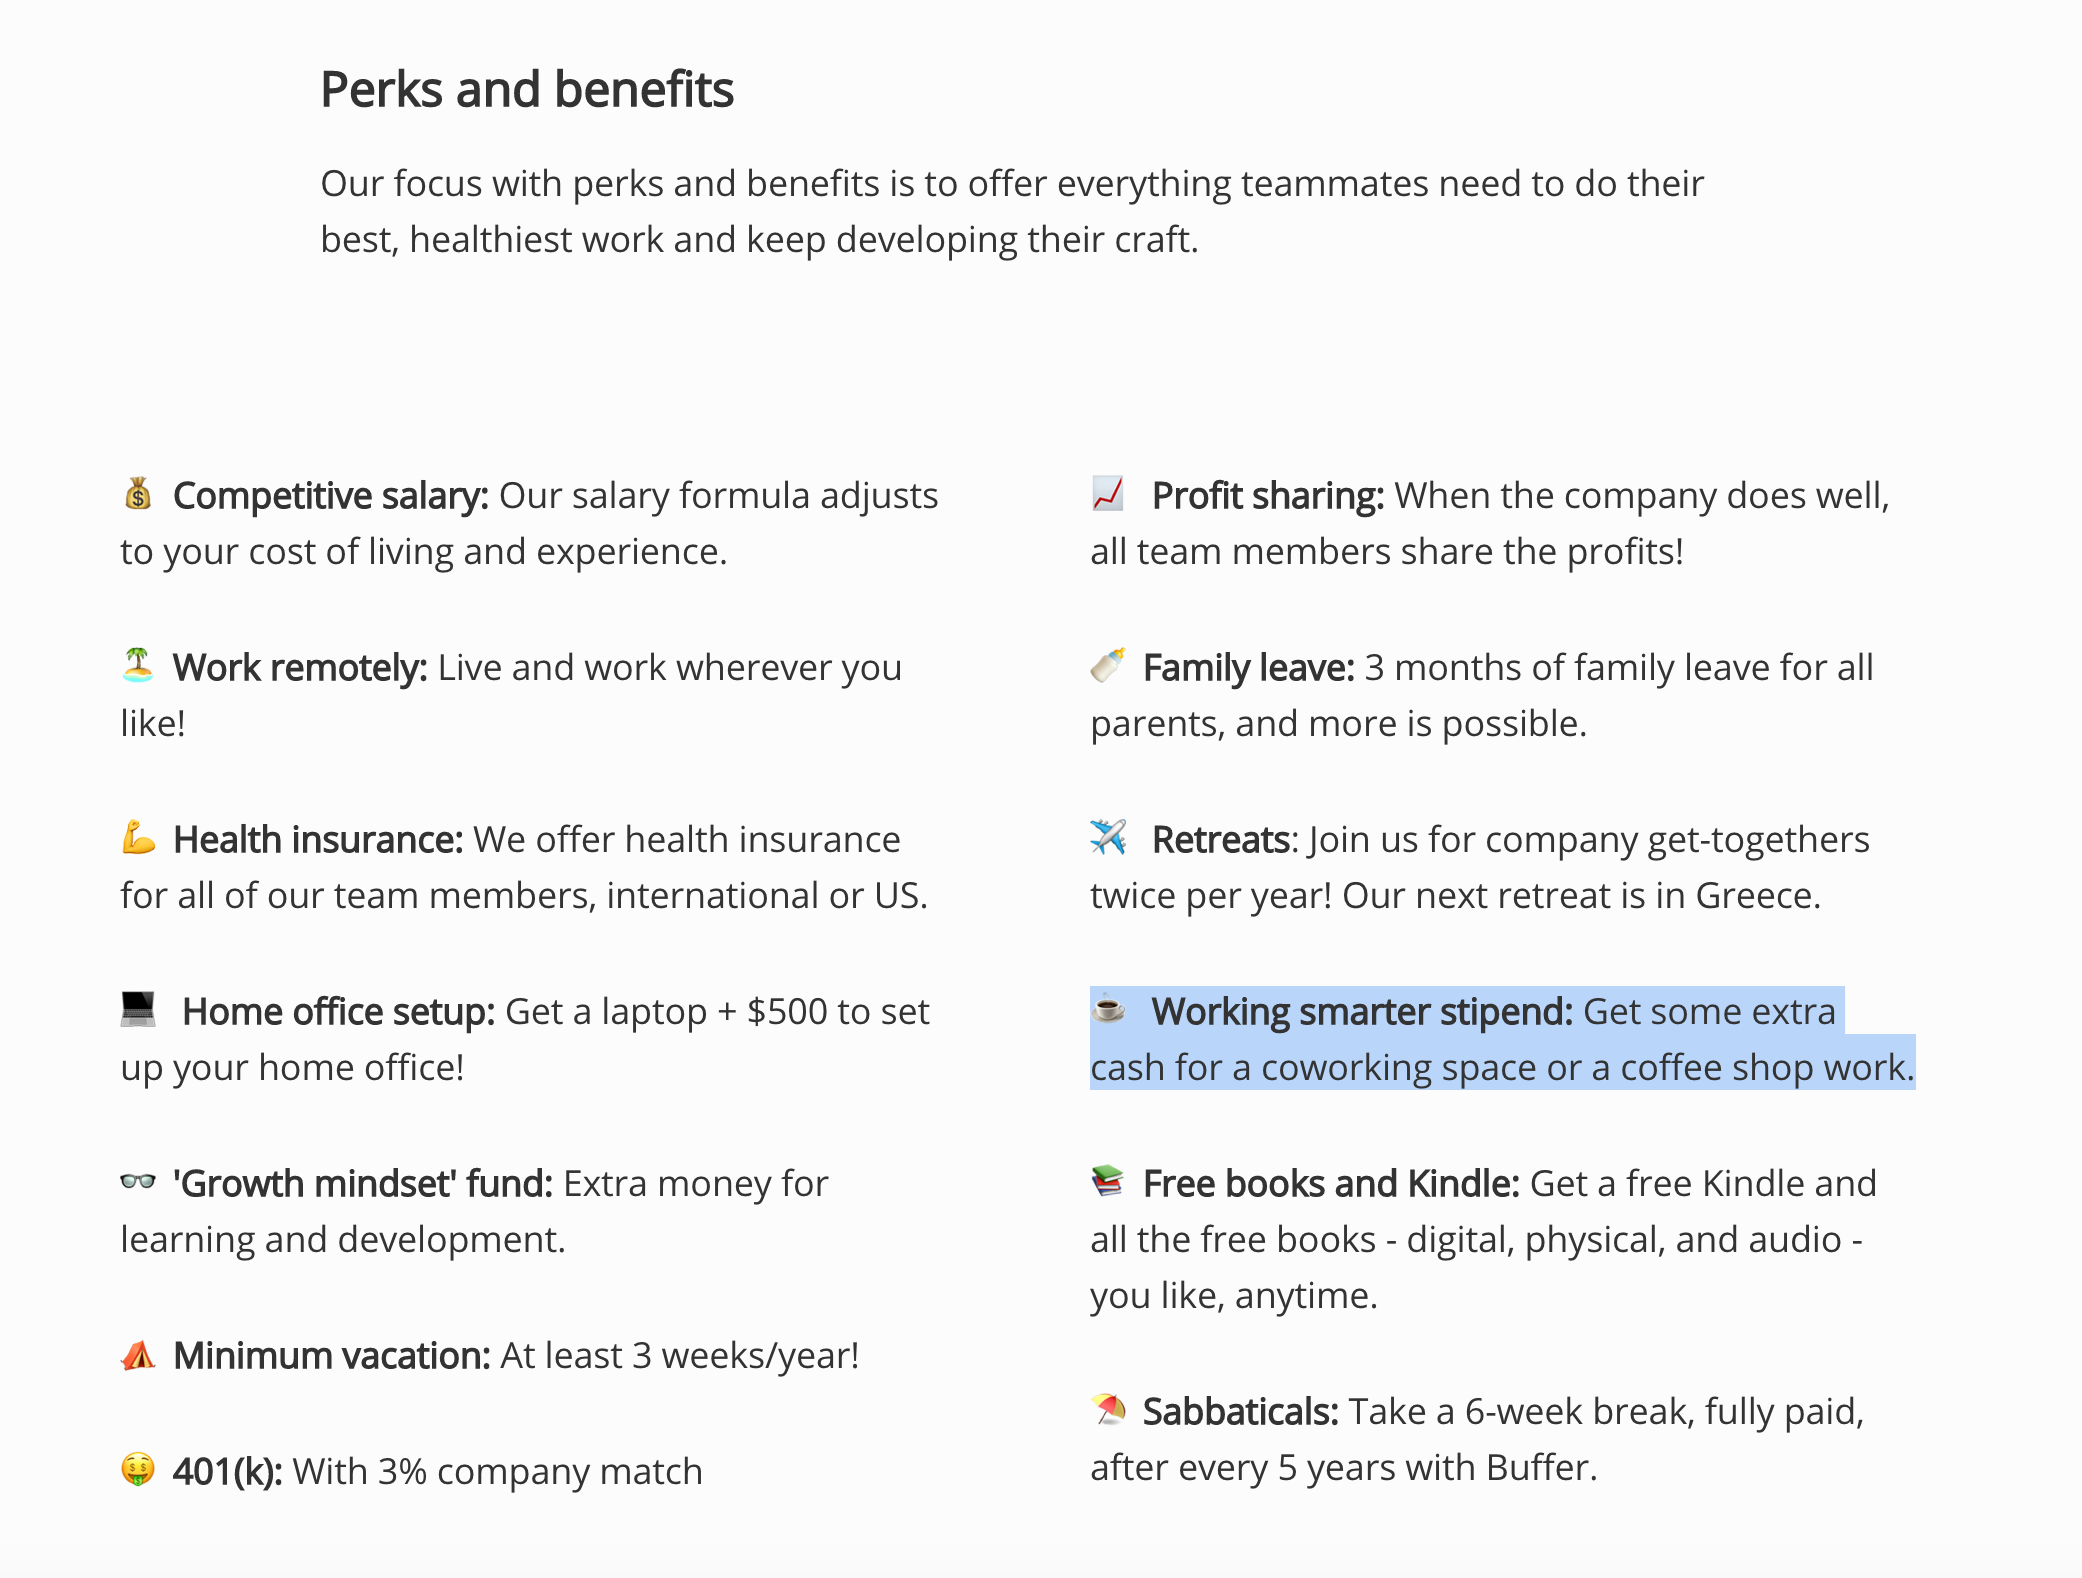 Perks and benefits
Our focus with perks and benefits is to offer everything teammates need to do their
best, healthiest work and keep developing their craft.
Competitive salary: Our salary formula adjusts
to your cost of living and experience.
Work remotely: Live and work wherever you
like!
Health insurance: We offer health insurance
for all of our team members, international or US.
Home office setup: Get a laptop + $500 to set
up your home office!
'Growth mindset' fund: Extra money for
learning and development.
Minimum vacation: At least 3 weeks/year!
401(k): With 3% company match
Profit sharing: When the company does well,
all team members share the profits!
Family leave: 3 months of family leave for all
parents, and more is possible.
Retreats: Join us for company get-togethers
twice per year! Our next retreat is in Greece.
Working smarter stipend: Get some extra
cash for a coworking space or a coffee shop work.
Free books and Kindle: Get a free Kindle and
all the free books - digital, physical, and audio -
you like, anytime.
Sabbaticals: Take a 6-week break, fully paid,
after every 5 years with Buffer.